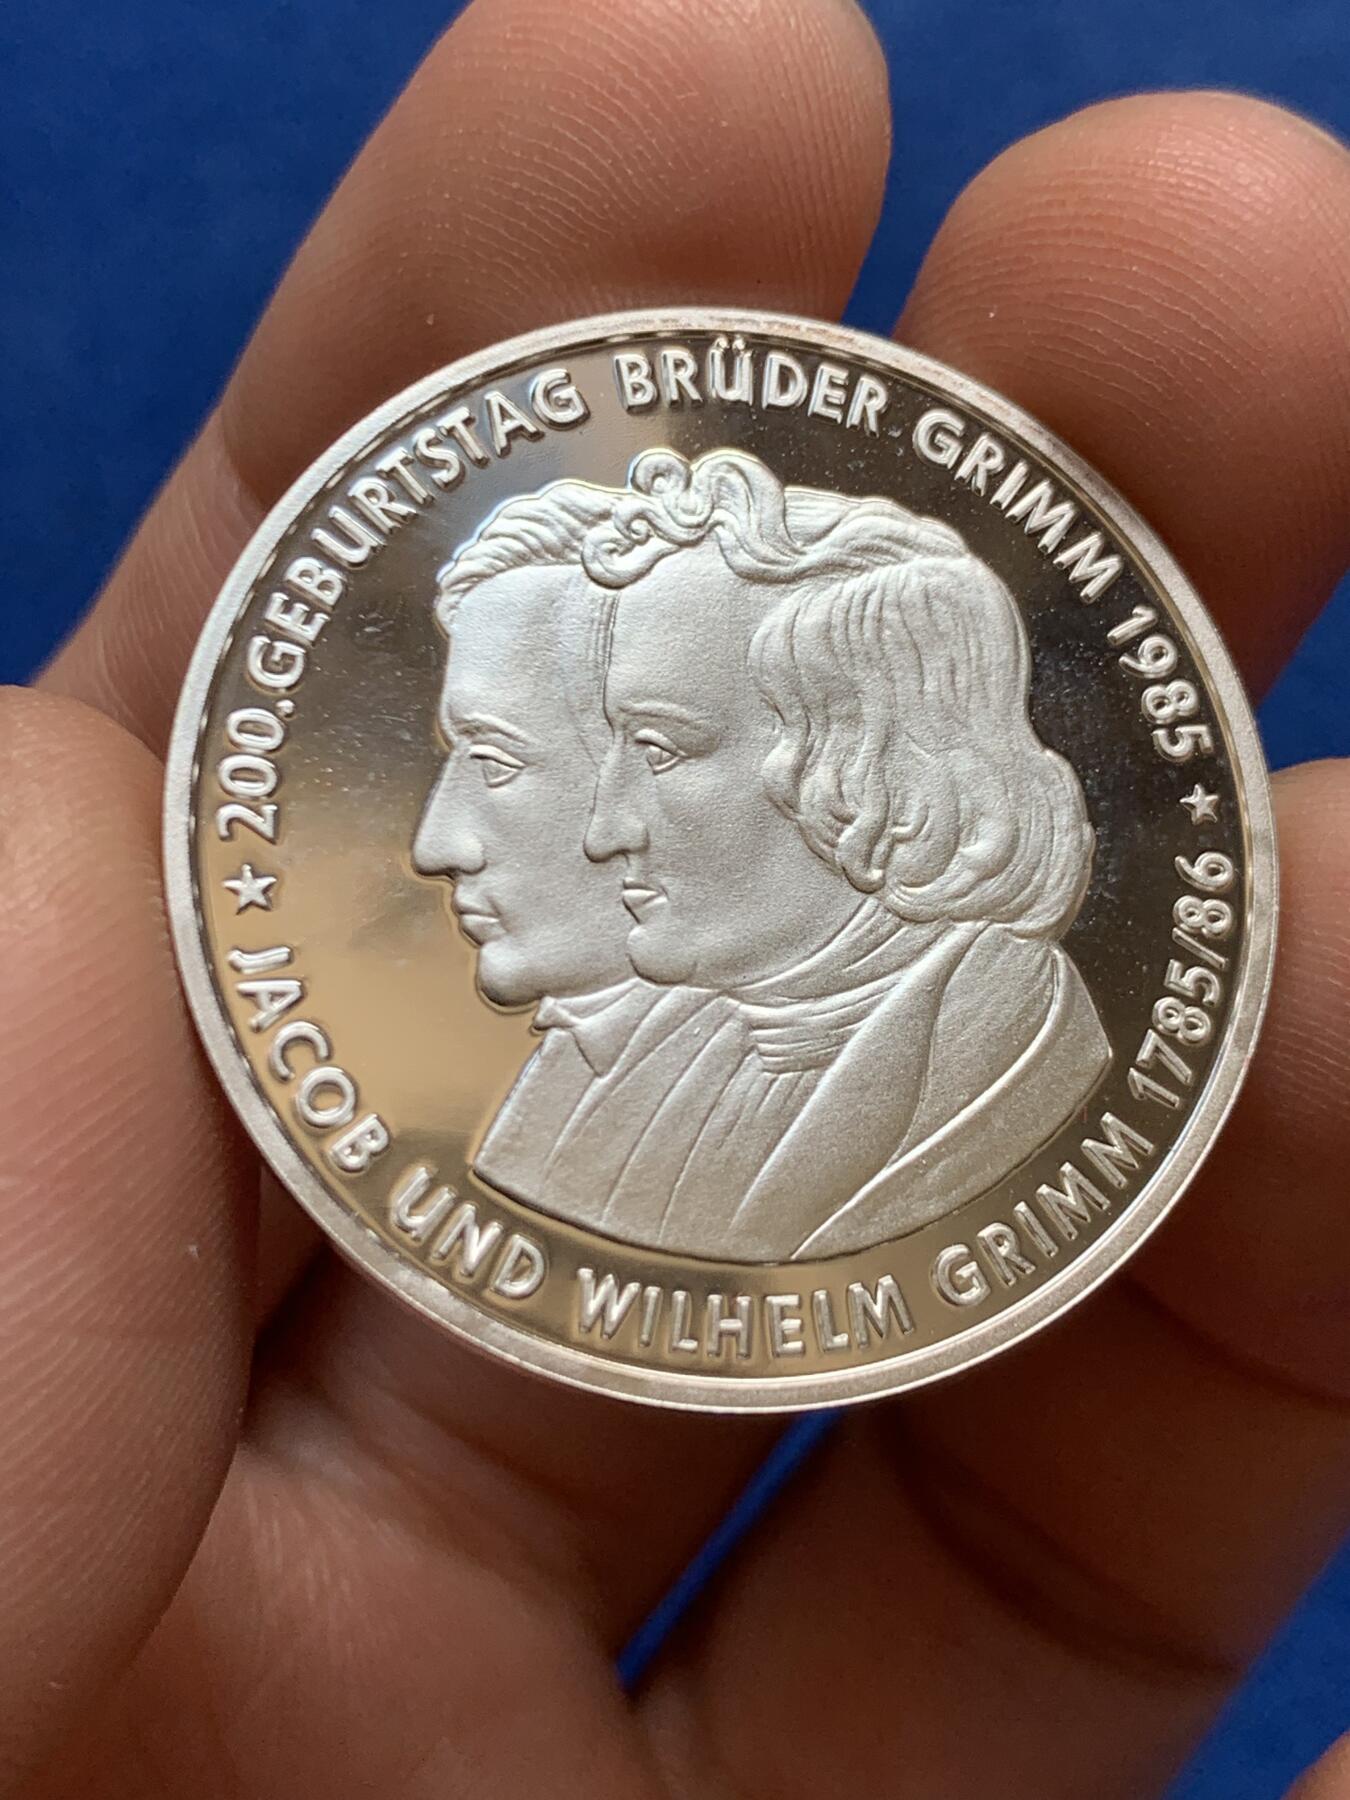 ★ 200.GEBURTSTAG BRÜDER GRIMM 1985 ★
JACOB UND WILHELM GRIMM 1785/86